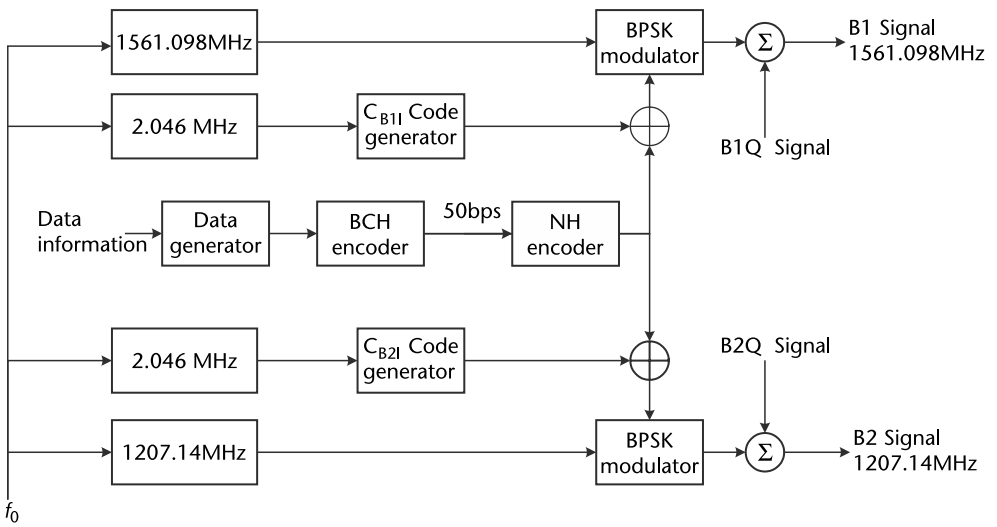 1561.098MHz
BPSK
modulator
Σ
B1 Signal
1561.098MHz
2.046 MHz
CB1I Code
generator
B1Q Signal
Data
information
Data
generator
BCH
encoder
50bps
NH
encoder
2.046 MHz
CB2I Code
generator
B2Q Signal
1207.14MHz
BPSK
modulator
Σ
B2 Signal
1207.14MHz
f0